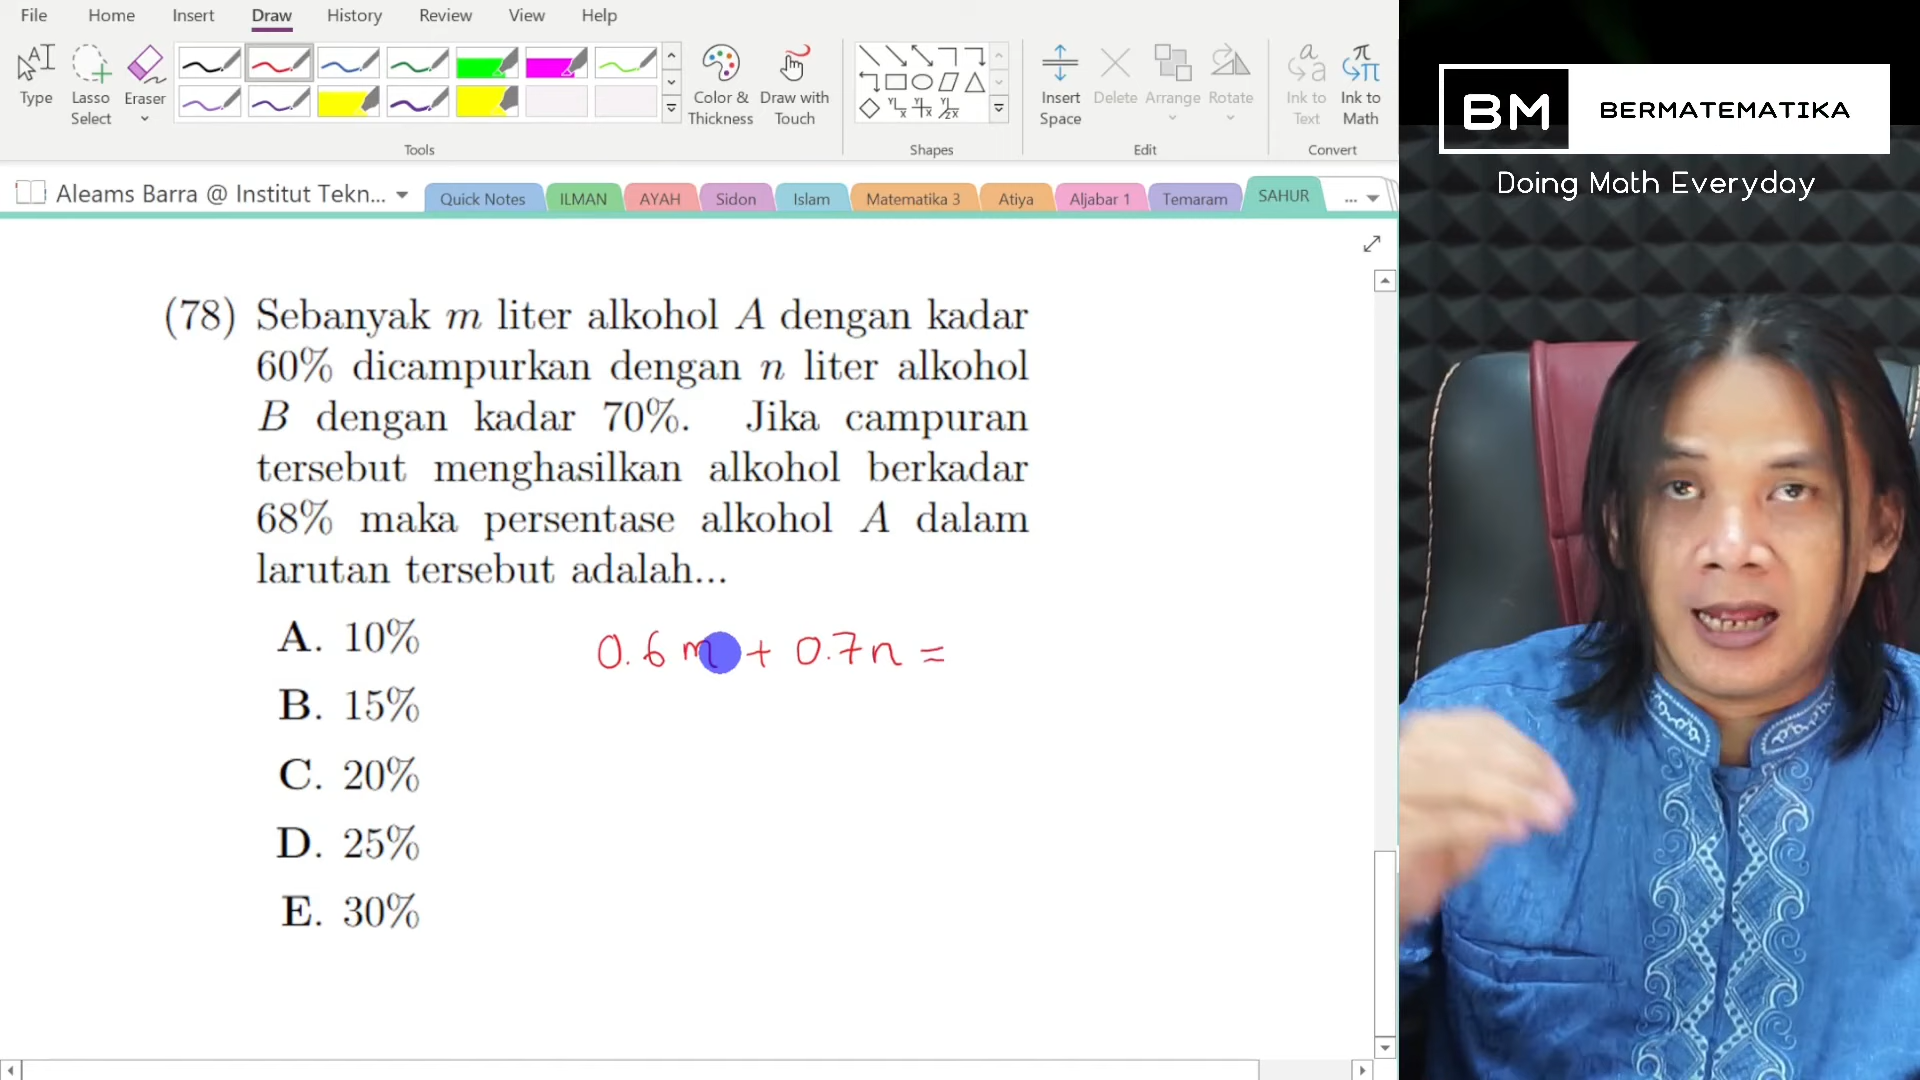 File Home Insert Draw History Review View Help
Type
Lasso Select
Eraser
Color & Thickness
Draw with Touch
Insert Space
Delete
Arrange
Rotate
Ink to Text
Ink to Math
Tools Shapes Edit Convert
BM BERMATEMATIKA
Doing Math Everyday
Aleams Barra @ Institut Tekn... Quick Notes ILMAN AYAH Sidon Islam Matematika 3 Atiya Aljabar 1 Temaram SAHUR ...
(78) Sebanyak m liter alkohol A dengan kadar
60% dicampurkan dengan n liter alkohol
B dengan kadar 70%. Jika campuran
tersebut menghasilkan alkohol berkadar
68% maka persentase alkohol A dalam
larutan tersebut adalah...
A. 10%
0.6 m + 0.7n =
B. 15%
C. 20%
D. 25%
E. 30%